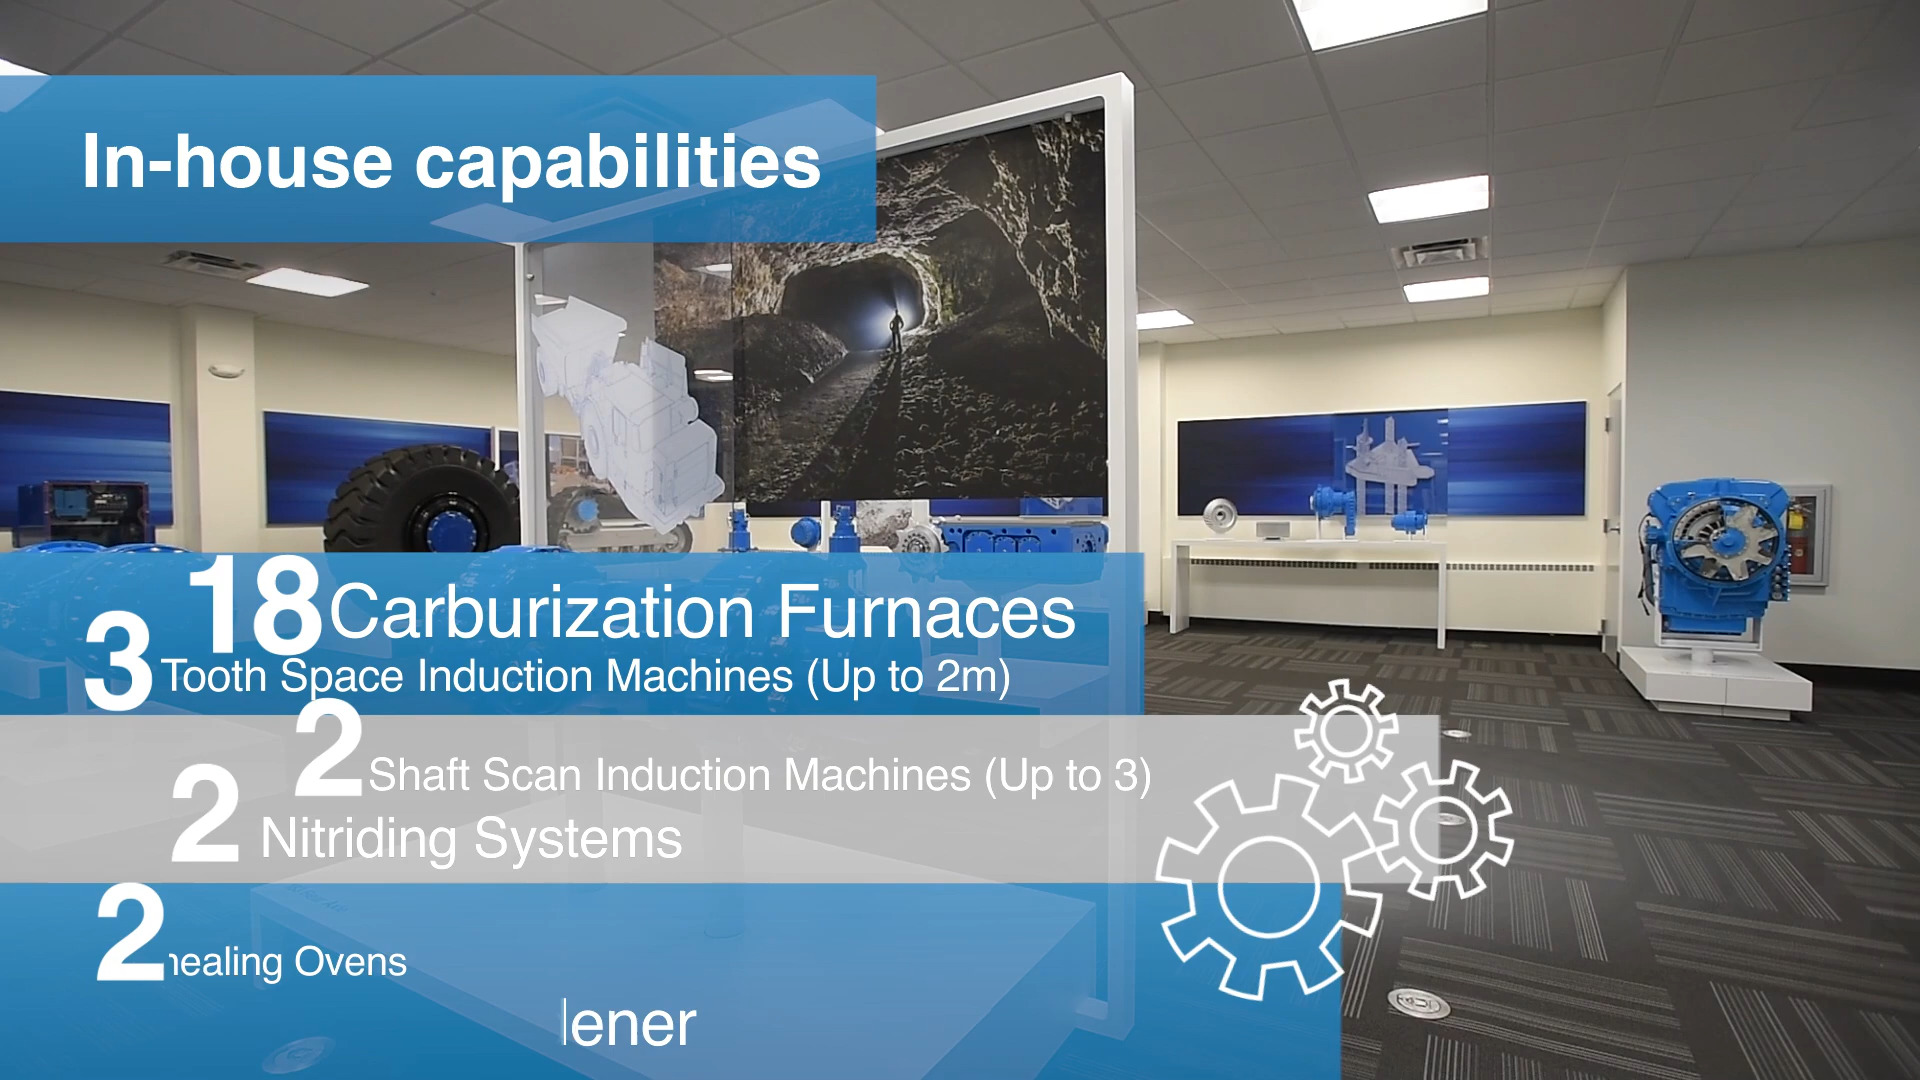 In-house capabilities
18 Carburization Furnaces
3 Tooth Space Induction Machines (Up to 2m)
2 Shaft Scan Induction Machines (Up to 3)
2 Nitriding Systems
2 nealing Ovens
lener